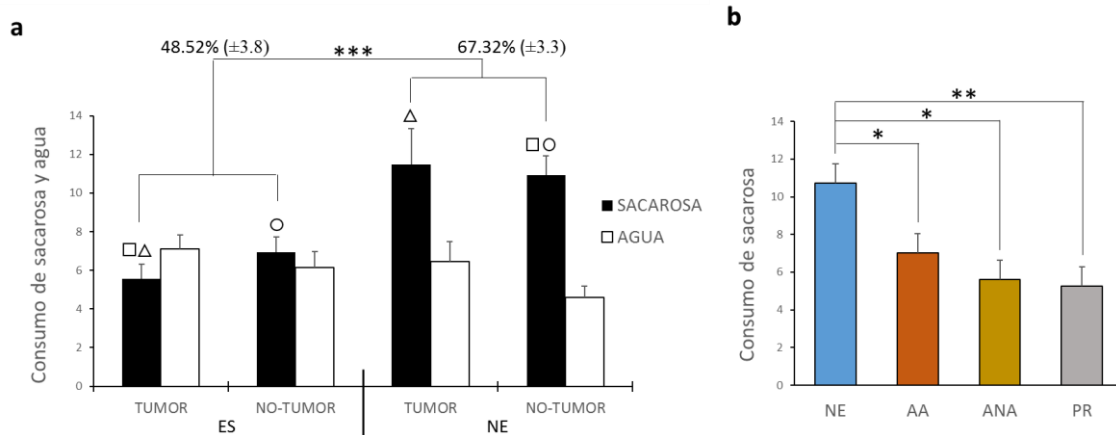 a
48.52% (±3.8)
***
67.32% (±3.3)
Consumo de sacarosa y agua
14
12
10
8
6
4
2
0
□△
○
△
□○
SACAROSA
AGUA
TUMOR NO-TUMOR TUMOR NO-TUMOR
ES NE
b
**
*
*
Consumo de sacarosa
14
12
10
8
6
4
2
0
NE AA ANA PR